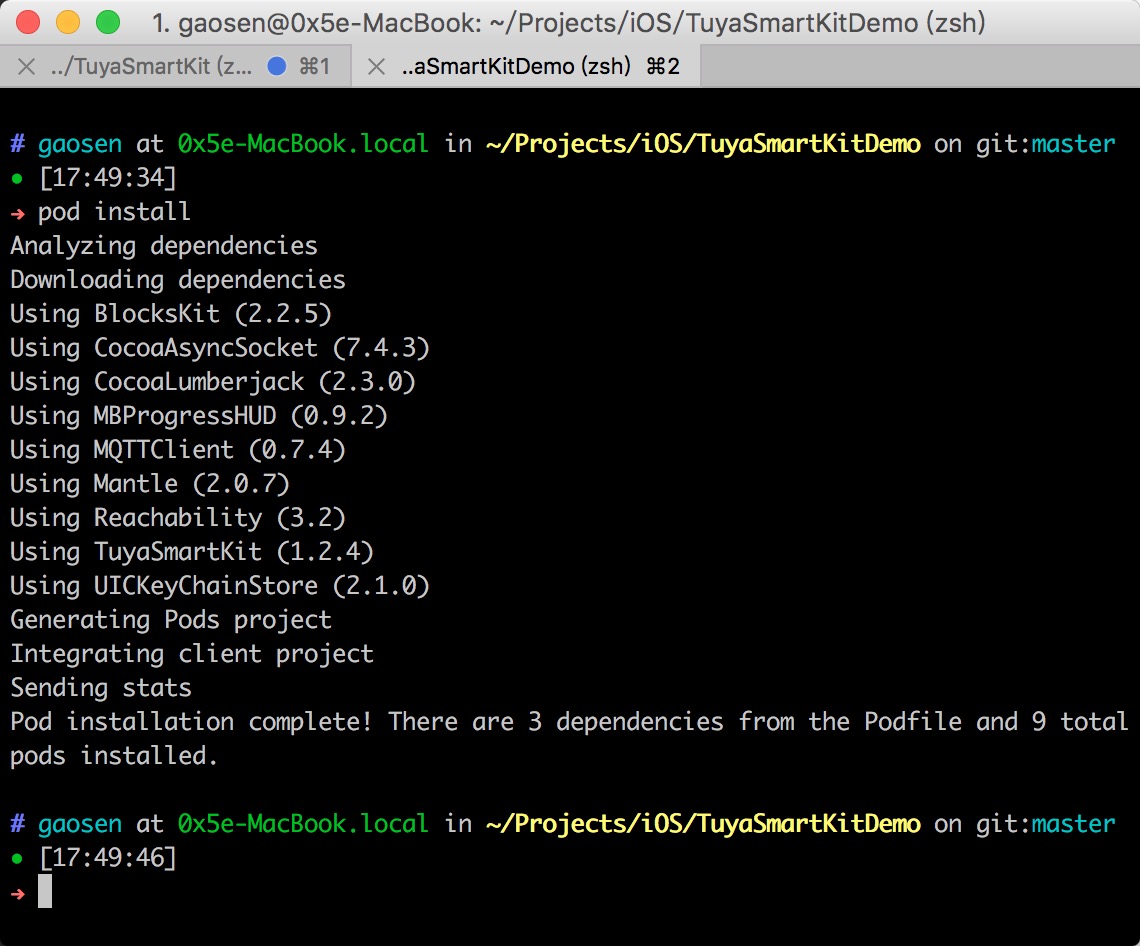 1. gaosen@0x5e-MacBook: ~/Projects/iOS/TuyaSmartKitDemo (zsh)
../TuyaSmartKit (z... ⌘1 ..aSmartKitDemo (zsh) ⌘2
# gaosen at 0x5e-MacBook.local in ~/Projects/iOS/TuyaSmartKitDemo on git:master
● [17:49:34]
→ pod install
Analyzing dependencies
Downloading dependencies
Using BlocksKit (2.2.5)
Using CocoaAsyncSocket (7.4.3)
Using CocoaLumberjack (2.3.0)
Using MBProgressHUD (0.9.2)
Using MQTTClient (0.7.4)
Using Mantle (2.0.7)
Using Reachability (3.2)
Using TuyaSmartKit (1.2.4)
Using UICKeyChainStore (2.1.0)
Generating Pods project
Integrating client project
Sending stats
Pod installation complete! There are 3 dependencies from the Podfile and 9 total
pods installed.
# gaosen at 0x5e-MacBook.local in ~/Projects/iOS/TuyaSmartKitDemo on git:master
● [17:49:46]
→